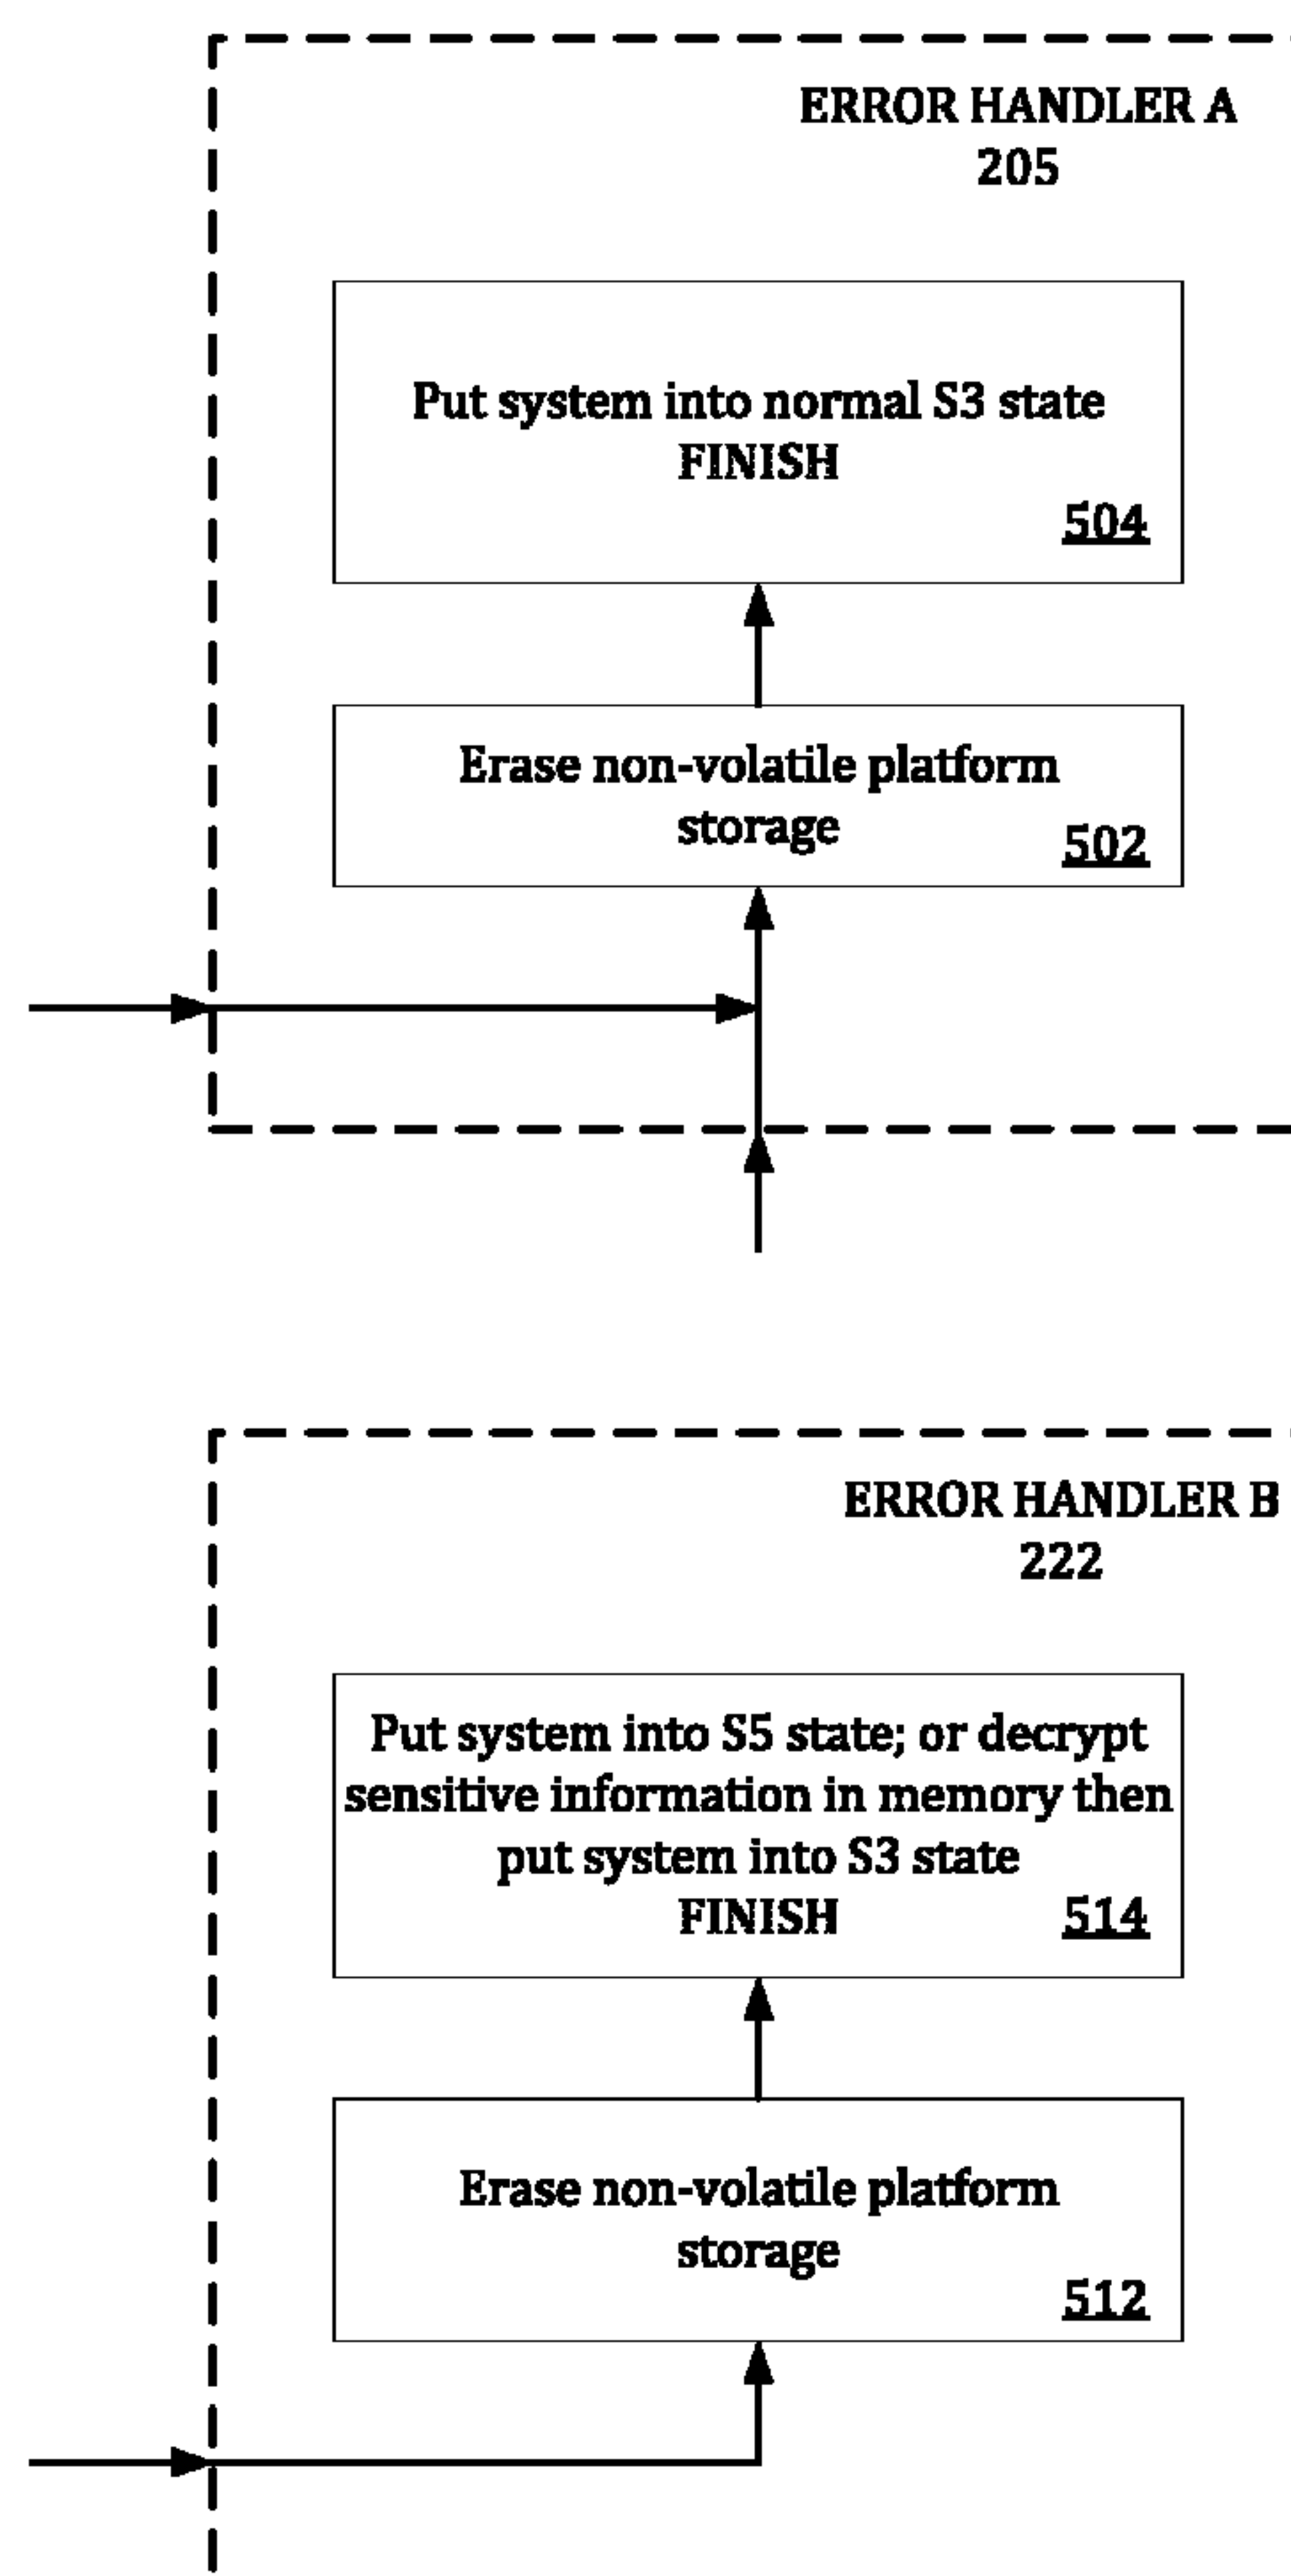 ERROR HANDLER A
205
Put system into normal S3 state
FINISH
504
Erase non-volatile platform
storage
502
ERROR HANDLER B
222
Put system into S5 state; or decrypt
sensitive information in memory then
put system into S3 state
FINISH
514
Erase non-volatile platform
storage
512